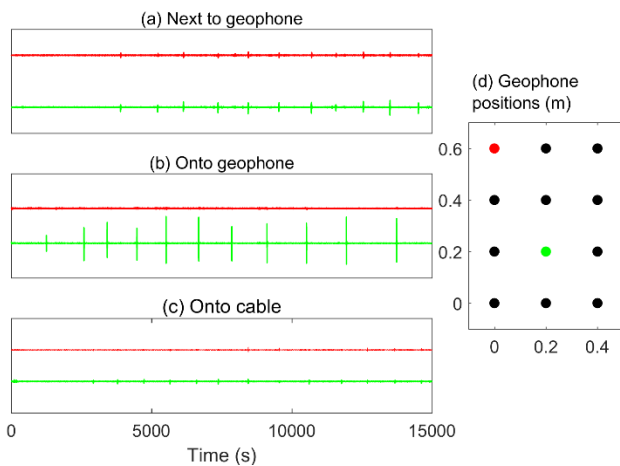 (a) Next to geophone
(b) Onto geophone
(c) Onto cable
0 5000 10000 15000
Time (s)
(d) Geophone
positions (m)
0.6
0.4
0.2
0
0 0.2 0.4